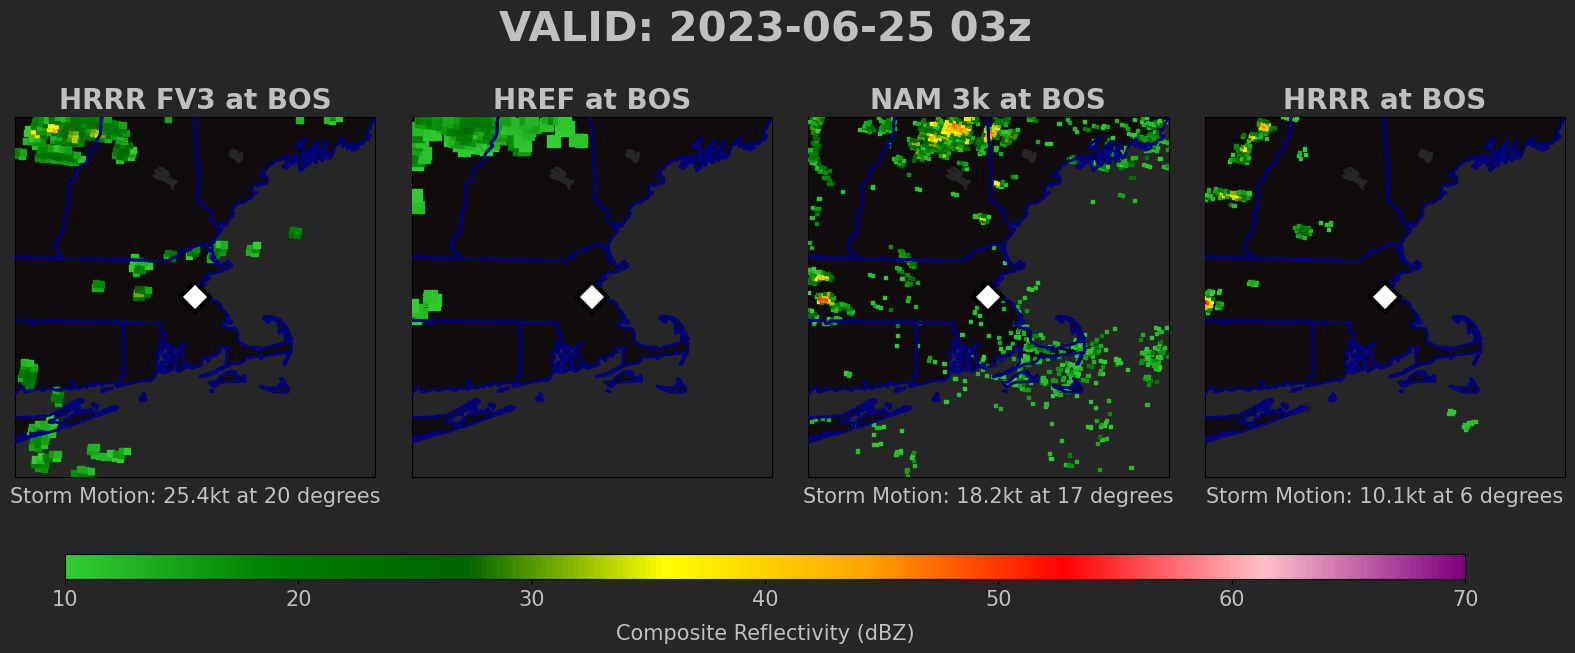 VALID: 2023-06-25 03z
HRRR FV3 at BOS
HREF at BOS
NAM 3k at BOS
HRRR at BOS
Storm Motion: 25.4kt at 20 degrees
Storm Motion: 18.2kt at 17 degrees
Storm Motion: 10.1kt at 6 degrees
10 20 30 40 50 60 70
Composite Reflectivity (dBZ)